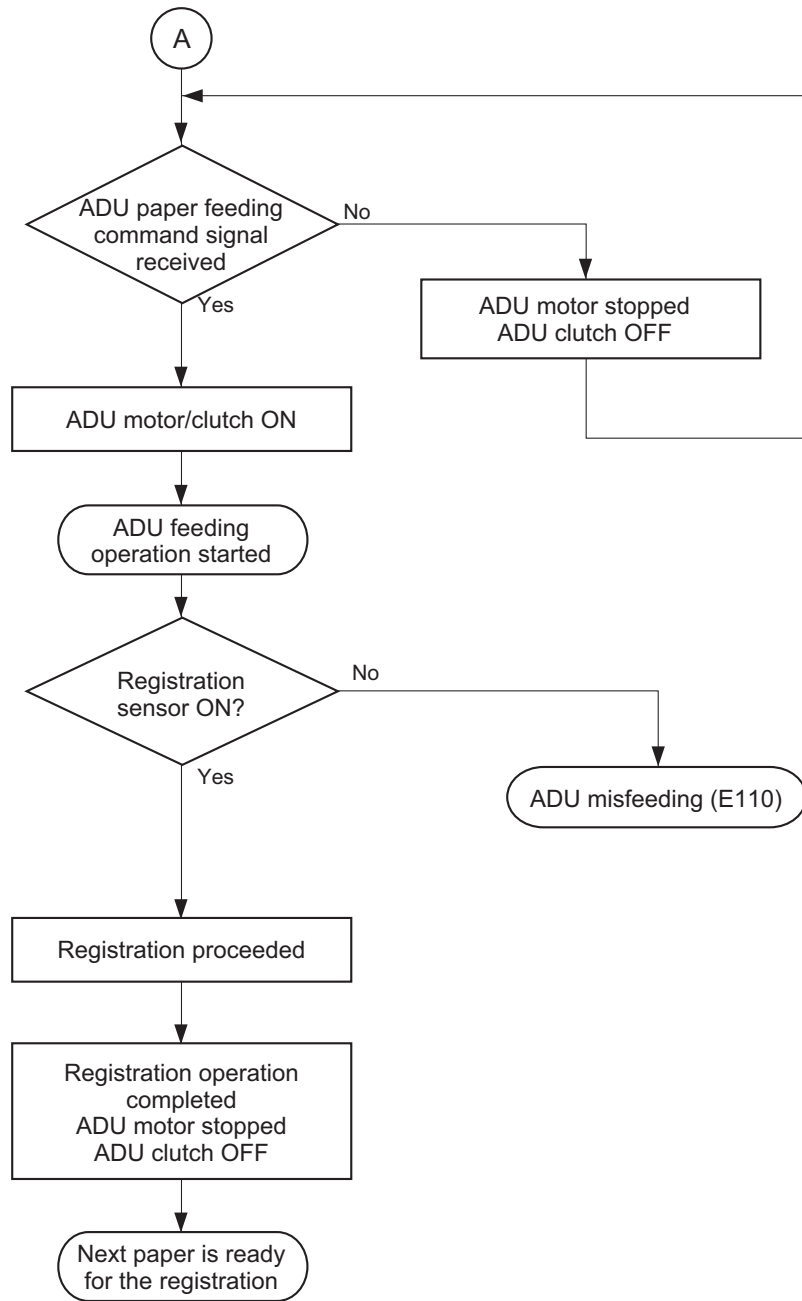 A
ADU paper feeding
command signal
received
No
Yes
ADU motor stopped
ADU clutch OFF
ADU motor/clutch ON
ADU feeding
operation started
Registration
sensor ON?
No
Yes
ADU misfeeding (E110)
Registration proceeded
Registration operation
completed
ADU motor stopped
ADU clutch OFF
Next paper is ready
for the registration